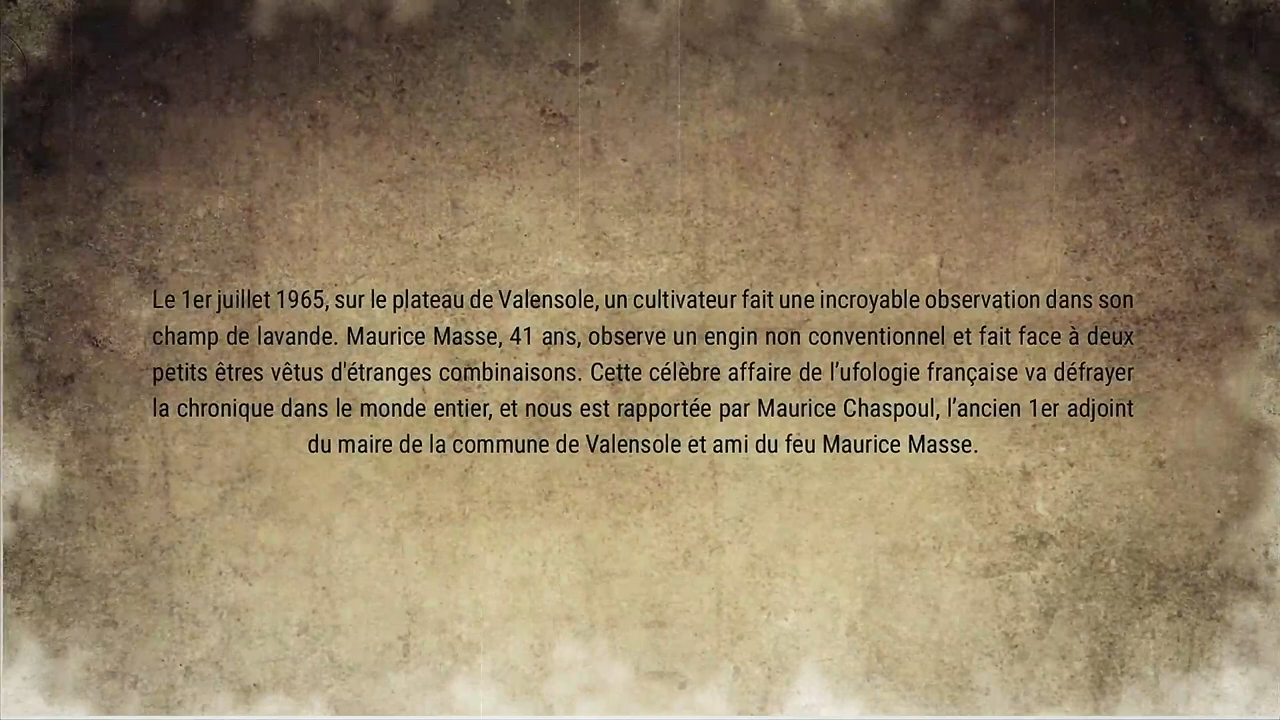 Le 1er juillet 1965, sur le plateau de Valensole, un cultivateur fait une incroyable observation dans son
champ de lavande. Maurice Masse, 41 ans, observe un engin non conventionnel et fait face à deux
petits êtres vêtus d'étranges combinaisons. Cette célèbre affaire de l’ufologie française va défrayer
la chronique dans le monde entier, et nous est rapportée par Maurice Chaspoul, l’ancien 1er adjoint
du maire de la commune de Valensole et ami du feu Maurice Masse.